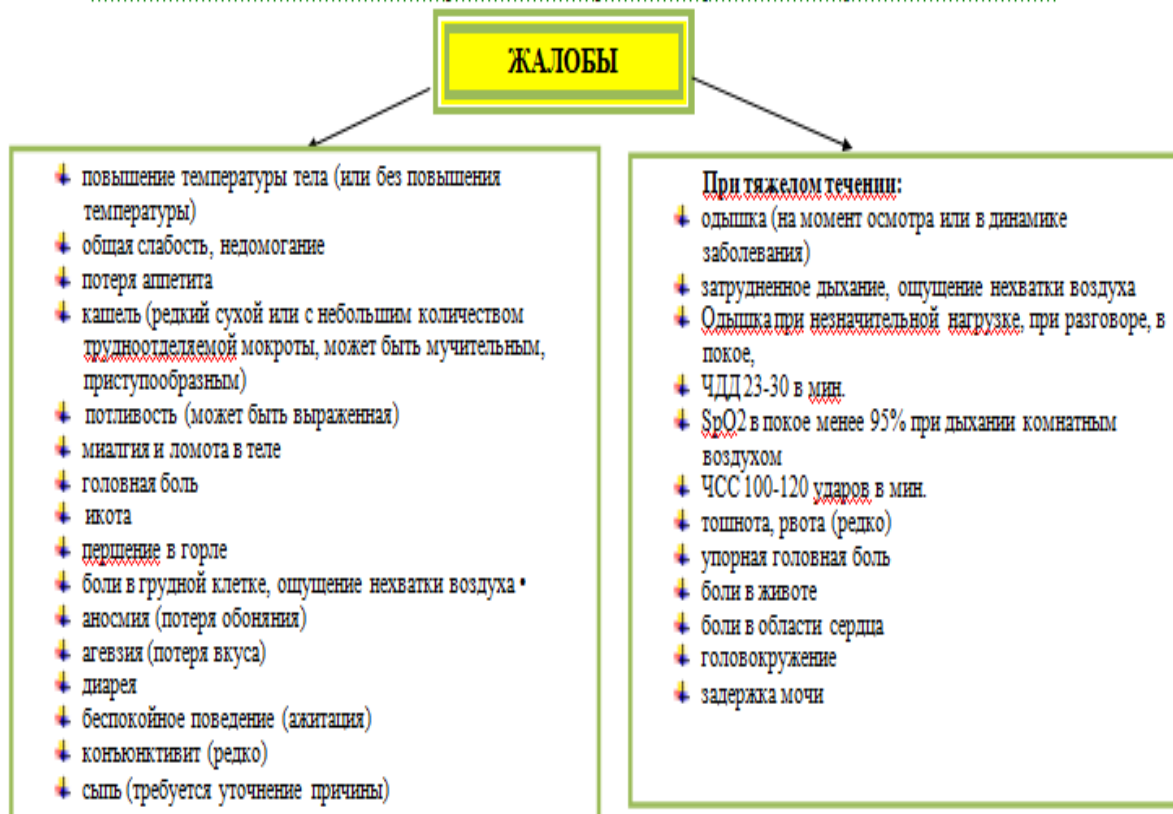 ЖАЛОБЫ
повышение температуры тела (или без повышения
температуры)
общая слабость, недомогание
потеря аппетита
кашель (редкий сухой или с небольшим количеством
трудноотделяемой мокроты, может быть мучительным,
приступообразным)
потливость (может быть выраженная)
миалгия и ломота в теле
головная боль
икота
першение в горле
боли в грудной клетке, ощущение нехватки воздуха •
аносмия (потеря обоняния)
агевзия (потеря вкуса)
диарея
беспокойное поведение (ажитация)
конъюнктивит (редко)
сыпь (требуется уточнение причины)
При тяжелом течении:
одышка (на момент осмотра или в динамике
заболевания)
затрудненное дыхание, ощущение нехватки воздуха
Одышка при незначительной нагрузке, при разговоре, в
покое,
ЧДД 23-30 в мин.
SpO2 в покое менее 95% при дыхании комнатным
воздухом
ЧСС 100-120 ударов в мин.
тошнота, рвота (редко)
упорная головная боль
боли в животе
боли в области сердца
головокружение
задержка мочи